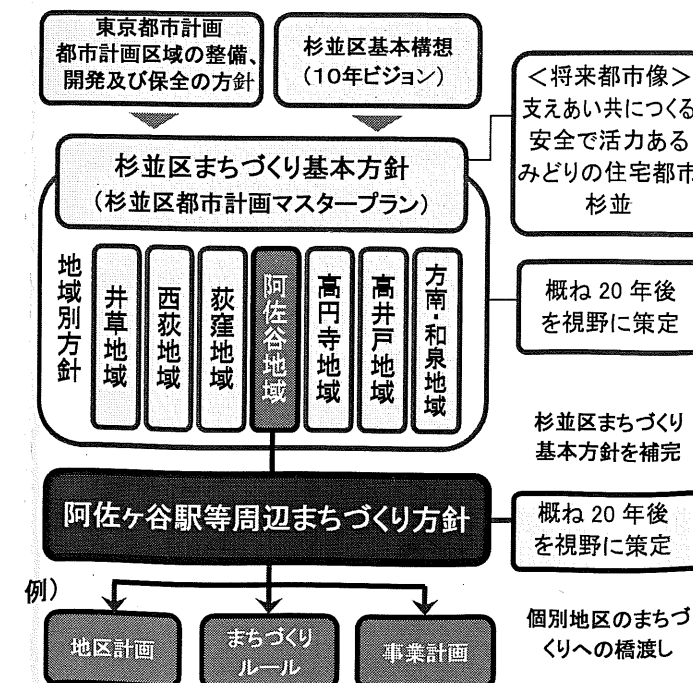 東京都市計画
都市計画区域の整備、
開発及び保全の方針
杉並区基本構想
(10年ビジョン)
<将来都市像>
支えあい共につくる
安全で活力ある
みどりの住宅都市
杉並
杉並区まちづくり基本方針
(杉並区都市計画マスタープラン)
地域別方針
井草地域
西荻地域
荻窪地域
阿佐谷地域
高円寺地域
高井戸地域
方南・和泉地域
概ね 20 年後
を視野に策定
杉並区まちづくり
基本方針を補完
阿佐ヶ谷駅等周辺まちづくり方針
概ね 20 年後
を視野に策定
例)
地区計画
まちづくり
ルール
事業計画
個別地区のまちづ
くりへの橋渡し